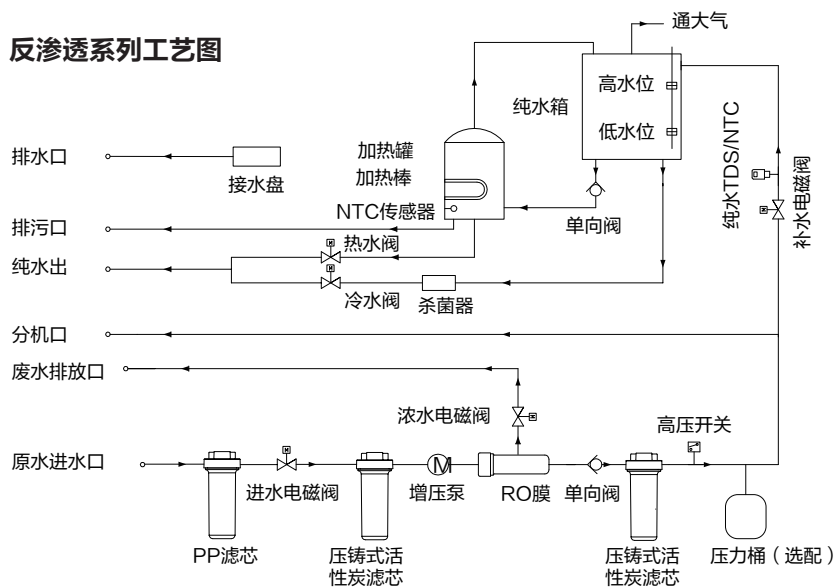 反渗透系列工艺图
通大气
高水位
纯水箱
低水位
排水口
接水盘
加热罐
加热棒
NTC传感器
单向阀
纯水TDS/NTC
补水电磁阀
排污口
热水阀
纯水出
冷水阀
杀菌器
分机口
废水排放口
浓水电磁阀
高压开关
原水进水口
进水电磁阀
M
增压泵
RO膜
单向阀
PP滤芯
压铸式活
性炭滤芯
压铸式活
性炭滤芯
压力桶（选配）